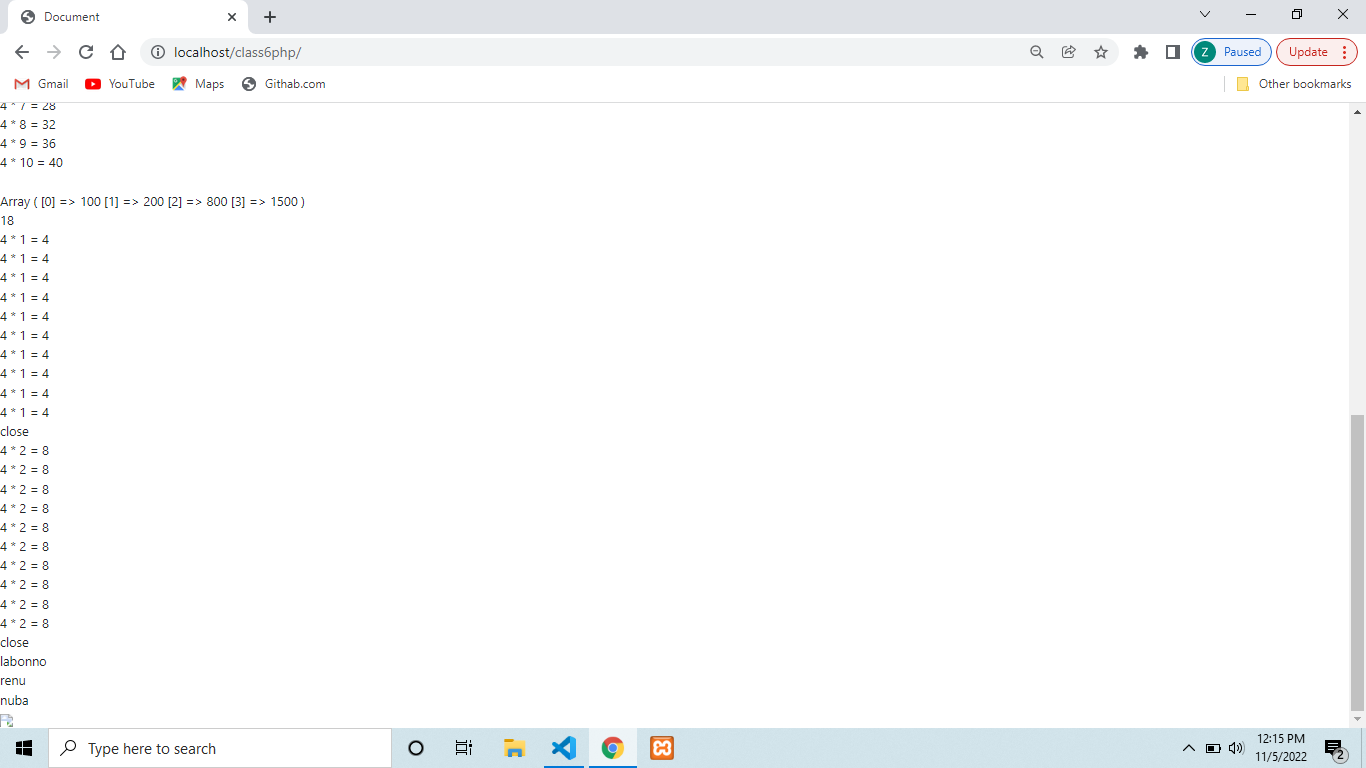 Document
localhost/class6php/
Z Paused
Update
Gmail YouTube Maps Githab.com Other bookmarks
4 * 7 = 28
4 * 8 = 32
4 * 9 = 36
4 * 10 = 40
Array ( [0] => 100 [1] => 200 [2] => 800 [3] => 1500 )
18
4 * 1 = 4
4 * 1 = 4
4 * 1 = 4
4 * 1 = 4
4 * 1 = 4
4 * 1 = 4
4 * 1 = 4
4 * 1 = 4
4 * 1 = 4
4 * 1 = 4
close
4 * 2 = 8
4 * 2 = 8
4 * 2 = 8
4 * 2 = 8
4 * 2 = 8
4 * 2 = 8
4 * 2 = 8
4 * 2 = 8
4 * 2 = 8
4 * 2 = 8
close
labonno
renu
nuba
Type here to search
12:15 PM
11/5/2022
2